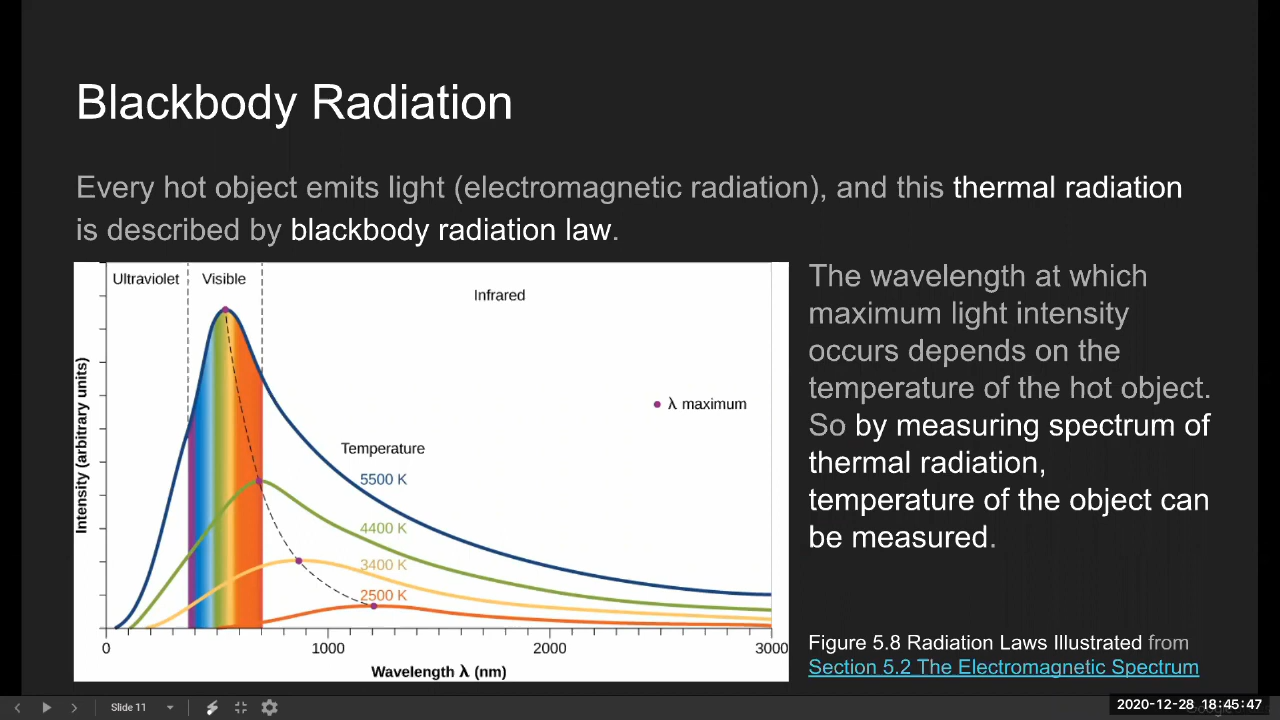 Blackbody Radiation
Every hot object emits light (electromagnetic radiation), and this thermal radiation
is described by blackbody radiation law.
Ultraviolet
Visible
Infrared
λ maximum
Temperature
5500 K
4400 K
3400 K
2500 K
Intensity (arbitrary units)
0
1000
2000
3000
Wavelength λ (nm)
The wavelength at which
maximum light intensity
occurs depends on the
temperature of the hot object.
So by measuring spectrum of
thermal radiation,
temperature of the object can
be measured.
Figure 5.8 Radiation Laws Illustrated from
Section 5.2 The Electromagnetic Spectrum
Slide 11
2020-12-28 18:45:47